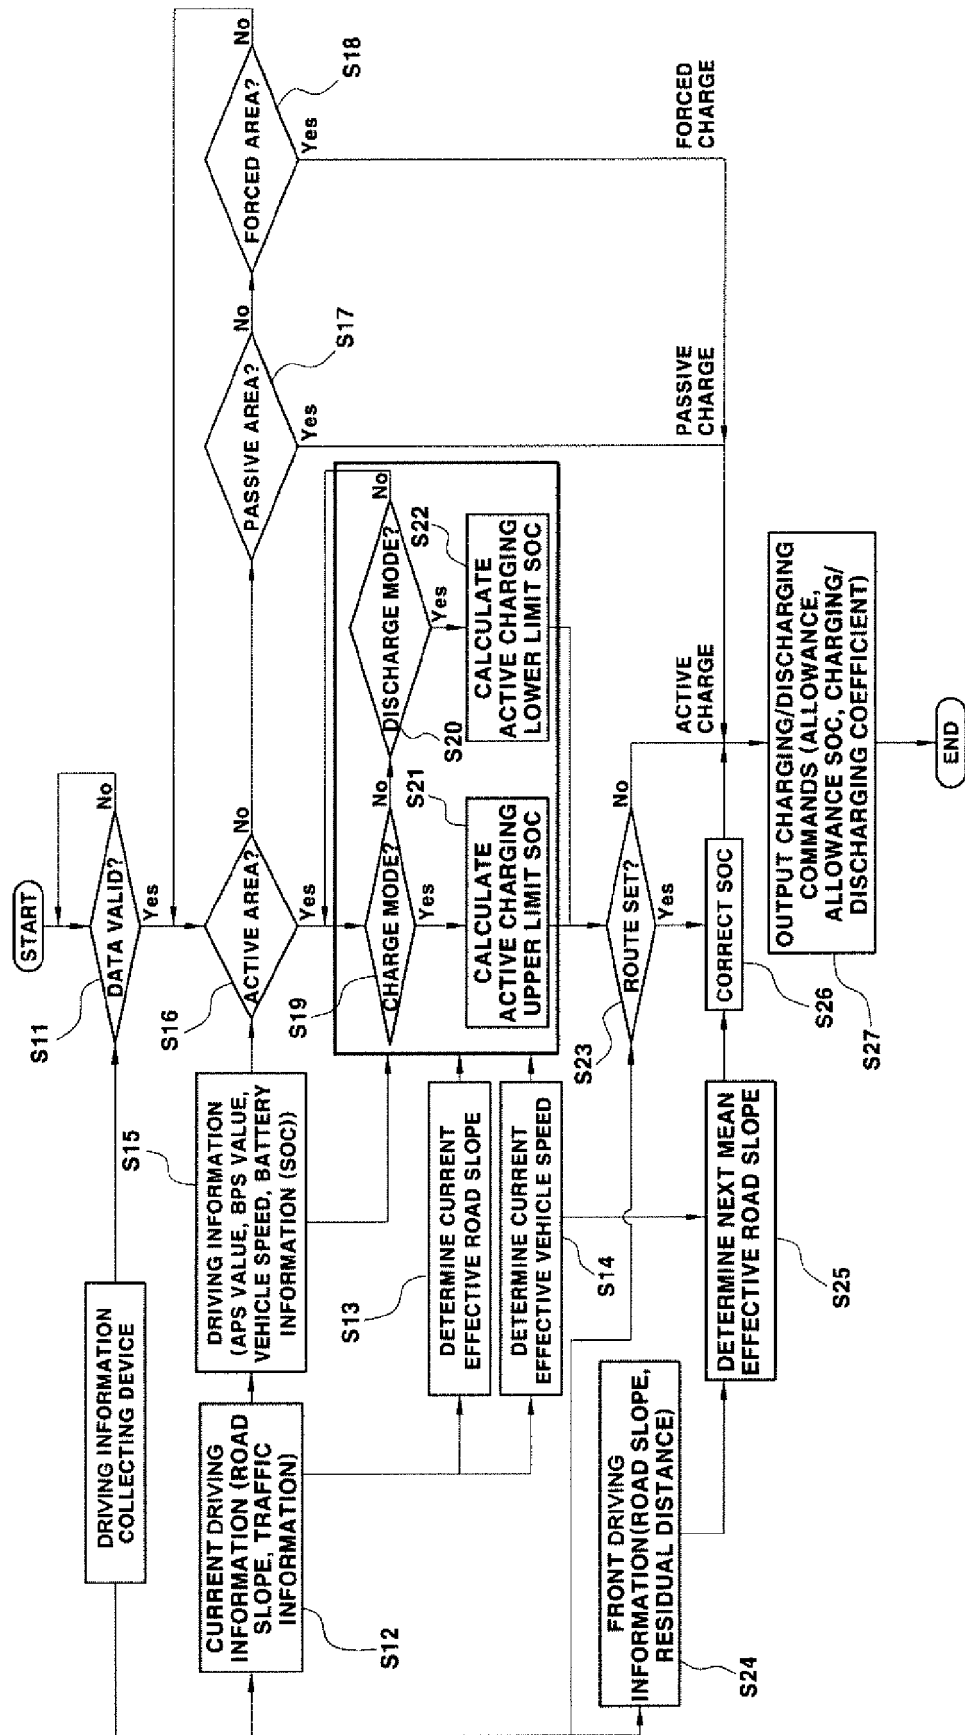 START
DRIVING INFORMATION
COLLECTING DEVICE
S11
DATA VALID?
No
Yes
CURRENT DRIVING
INFORMATION (ROAD
SLOPE, TRAFFIC
INFORMATION)
S12
DRIVING INFORMATION
(APS VALUE, BPS VALUE,
VEHICLE SPEED, BATTERY
INFORMATION (SOC))
S15
S16
ACTIVE AREA?
No
Yes
PASSIVE AREA?
No
Yes
S17
FORCED AREA?
No
Yes
S18
DETERMINE CURRENT
EFFECTIVE ROAD SLOPE
S13
DETERMINE CURRENT
EFFECTIVE VEHICLE SPEED
S14
S19
CHARGE MODE?
No
Yes
DISCHARGE MODE?
No
Yes
S20
S21
CALCULATE
ACTIVE CHARGING
UPPER LIMIT SOC
S22
CALCULATE
ACTIVE CHARGING
LOWER LIMIT SOC
S23
ROUTE SET?
No
Yes
ACTIVE
CHARGE
PASSIVE
CHARGE
FORCED
CHARGE
FRONT DRIVING
INFORMATION(ROAD SLOPE,
RESIDUAL DISTANCE)
S24
DETERMINE NEXT MEAN
EFFECTIVE ROAD SLOPE
S25
CORRECT SOC
S26
OUTPUT CHARGING/DISCHARGING
COMMANDS (ALLOWANCE,
ALLOWANCE SOC, CHARGING/
DISCHARGING COEFFICIENT)
S27
END